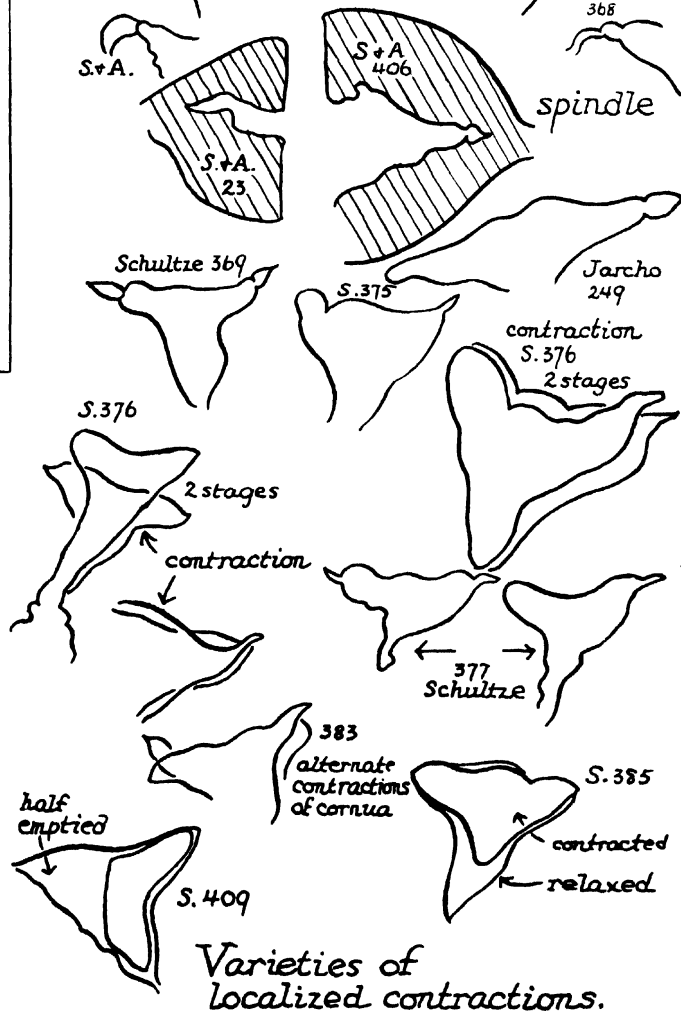 368
S.&A.
S & A
406
spindle
S.&A.
23
Schultze 369
S.375
Jarcho
249
contraction
S.376
2 stages
S.376
2 stages
contraction
377
Schultze
383
alternate
contractions
of cornua
S.385
half
emptied
contracted
relaxed
S.409
Varieties of
localized contractions.